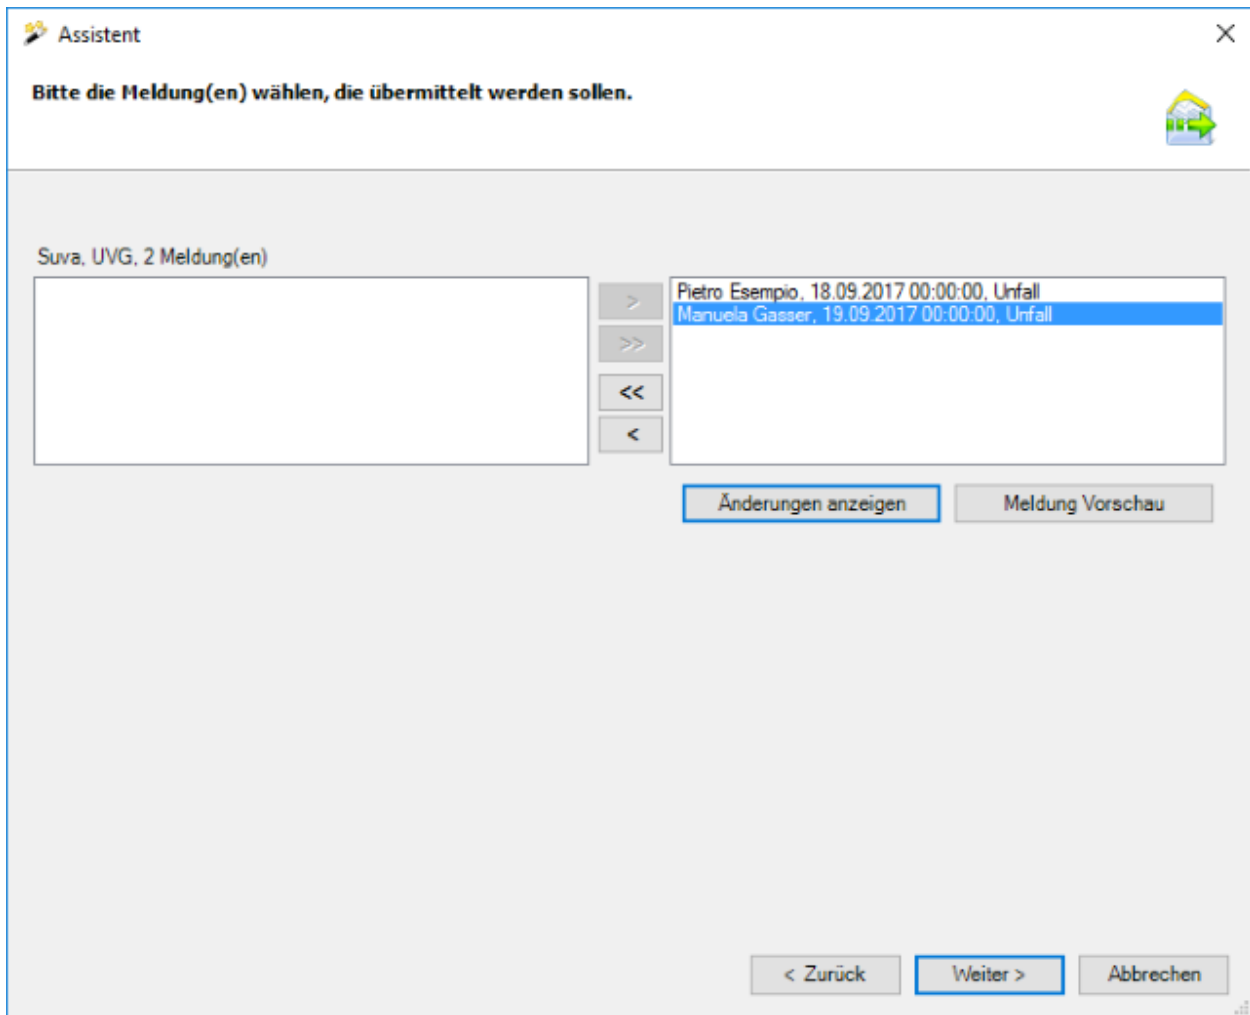 Assistent
Bitte die Meldung(en) wählen, die übermittelt werden sollen.
Suva, UVG, 2 Meldung(en)
>
>>
<<
<
Pietro Esempio, 18.09.2017 00:00:00, Unfall
Manuela Gasser, 19.09.2017 00:00:00, Unfall
Änderungen anzeigen
Meldung Vorschau
< Zurück
Weiter >
Abbrechen